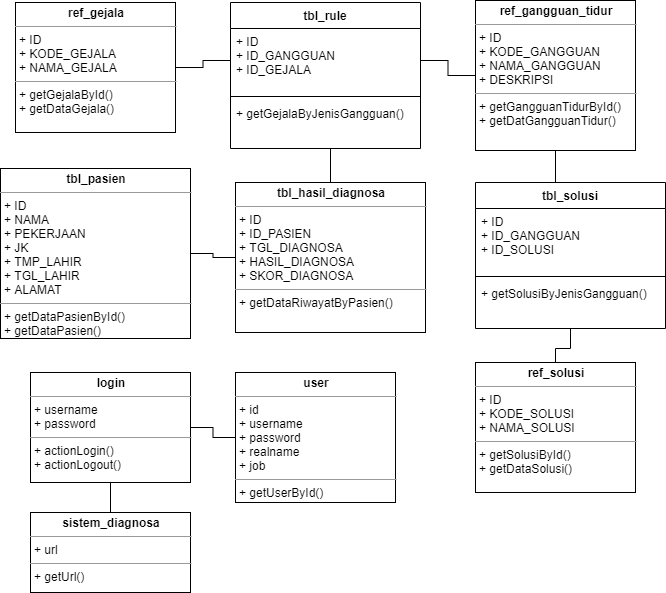 ref_gejala
+ ID
+ KODE_GEJALA
+ NAMA_GEJALA
+ getGejalaById()
+ getDataGejala()
tbl_rule
+ ID
+ ID_GANGGUAN
+ ID_GEJALA
+ getGejalaByJenisGangguan()
ref_gangguan_tidur
+ ID
+ KODE_GANGGUAN
+ NAMA_GANGGUAN
+ DESKRIPSI
+ getGangguanTidurById()
+ getDatGangguanTidur()
tbl_pasien
+ ID
+ NAMA
+ PEKERJAAN
+ JK
+ TMP_LAHIR
+ TGL_LAHIR
+ ALAMAT
+ getDataPasienById()
+ getDataPasien()
tbl_hasil_diagnosa
+ ID
+ ID_PASIEN
+ TGL_DIAGNOSA
+ HASIL_DIAGNOSA
+ SKOR_DIAGNOSA
+ getDataRiwayatByPasien()
tbl_solusi
+ ID
+ ID_GANGGUAN
+ ID_SOLUSI
+ getSolusiByJenisGangguan()
login
+ username
+ password
+ actionLogin()
+ actionLogout()
user
+ id
+ username
+ password
+ realname
+ job
+ getUserById()
ref_solusi
+ ID
+ KODE_SOLUSI
+ NAMA_SOLUSI
+ getSolusiById()
+ getDataSolusi()
sistem_diagnosa
+ url
+ getUrl()